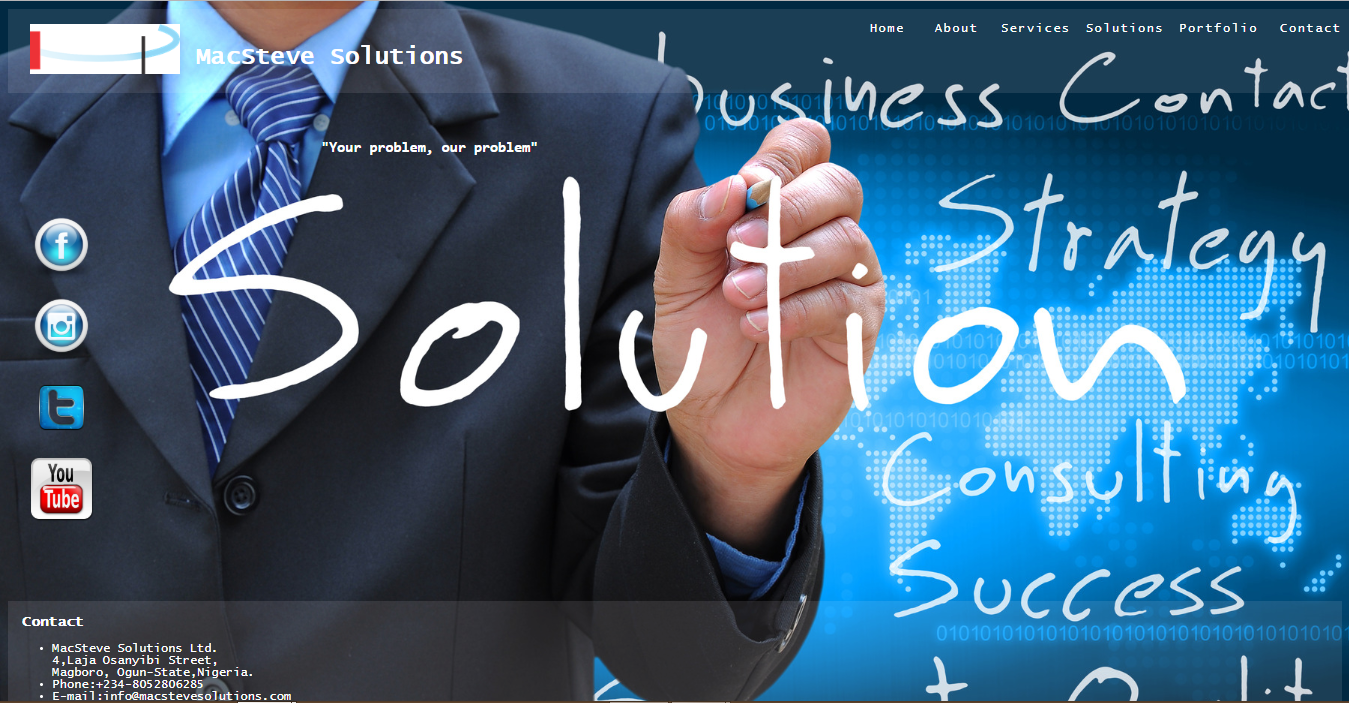 Home About Services Solutions Portfolio Contact
MacSteve Solutions
business Contact
01010101010101
010101010101010101010101010101
"Your problem, our problem"
Strategy
f
Solution
You
Tube
Consulting
Success
Contact
• MacSteve Solutions Ltd.
4,Laja Osanyibi Street,
Magboro, Ogun-State,Nigeria.
• Phone:+234-8052806285
• E-mail:info@macstevesolutions.com